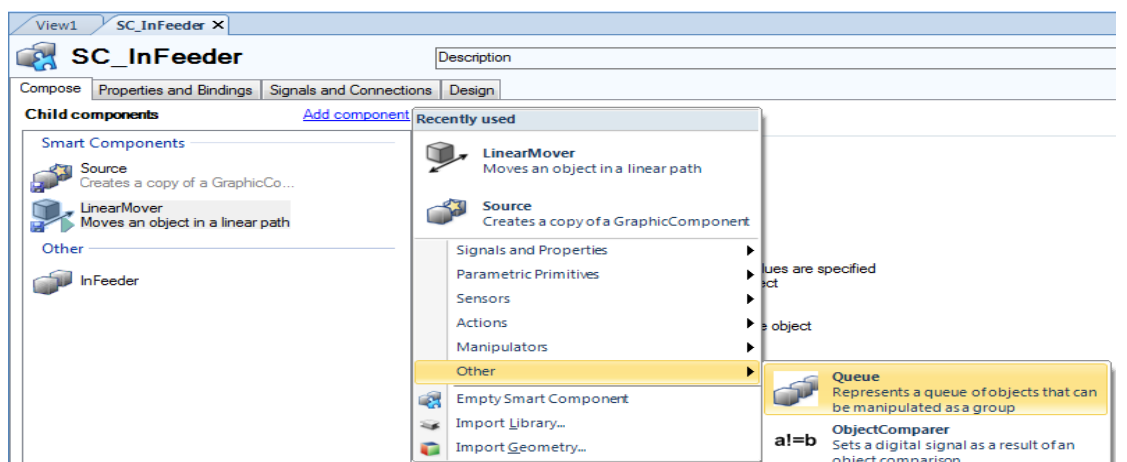 View1
SC_InFeeder
SC_InFeeder
Description
Compose
Properties and Bindings
Signals and Connections
Design
Child components
Add component
Smart Components
Source
Creates a copy of a GraphicCo...
LinearMover
Moves an object in a linear path
Other
InFeeder
Recently used
LinearMover
Moves an object in a linear path
Source
Creates a copy of a GraphicComponent
Signals and Properties
Parametric Primitives
Sensors
Actions
Manipulators
Other
Empty Smart Component
Import Library...
Import Geometry...
lues are specified
ect
e object
Queue
Represents a queue of objects that can
be manipulated as a group
a!=b
ObjectComparer
Sets a digital signal as a result of an
object comparison